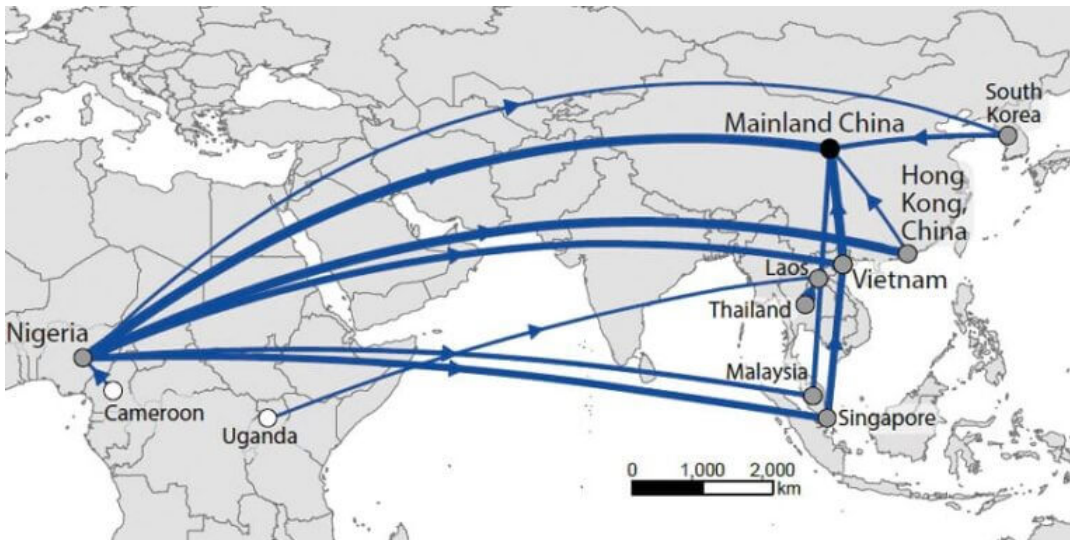 South
Korea
Mainland China
Hong
Kong,
China
Laos
Vietnam
Thailand
Nigeria
Malaysia
Cameroon
Uganda
Singapore
0 1,000 2,000
km